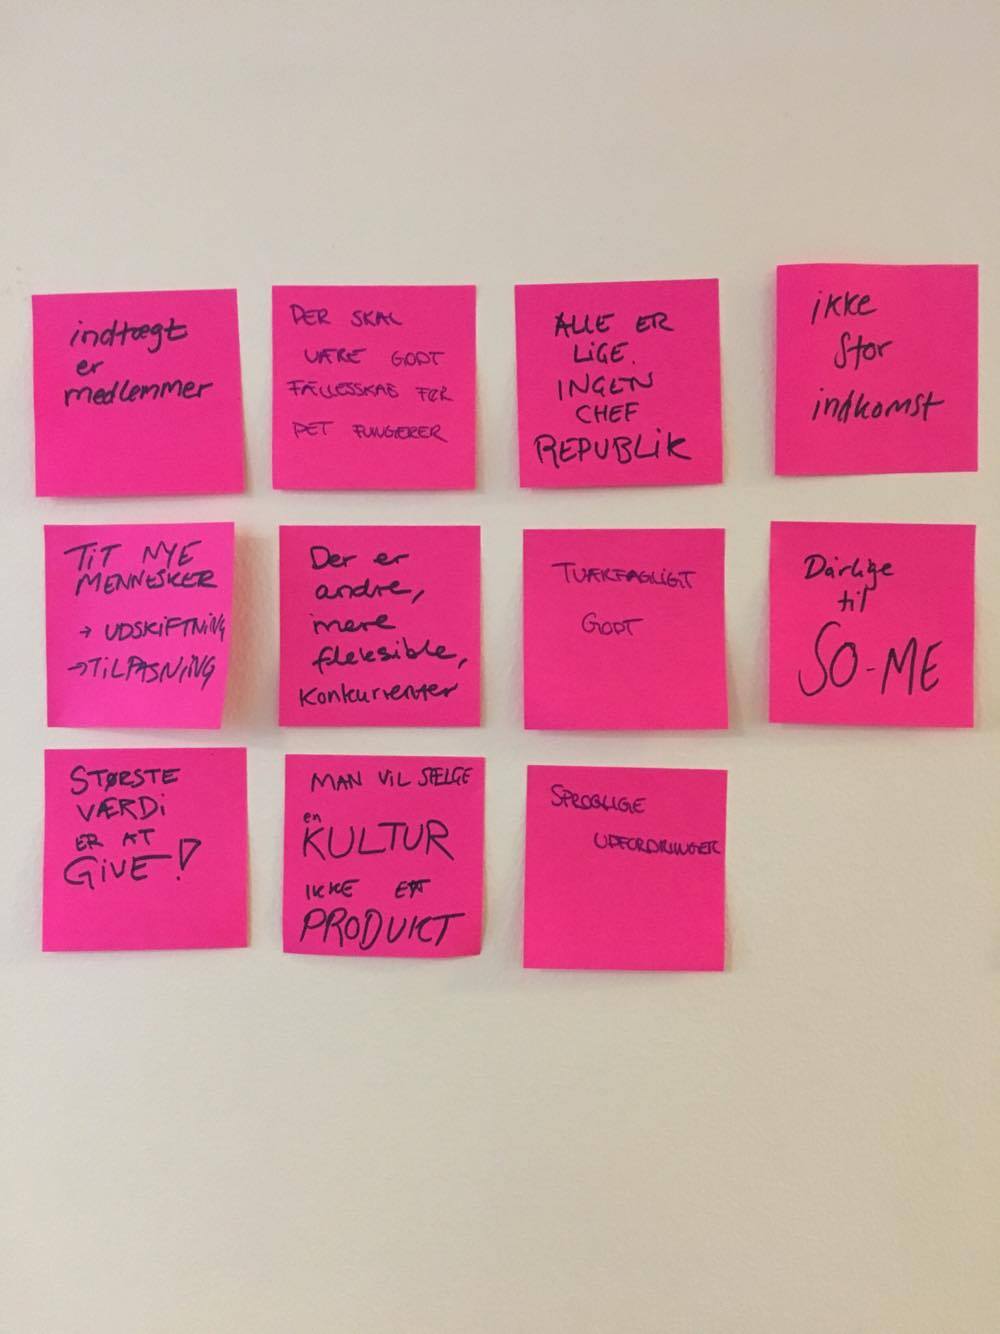 indtægt
er
medlemmer
DER SKAL
VÆRE GODT
FÆLLESSKAB FØR
DET FUNGERER
ALLE ER
LIGE.
INGEN
CHEF
REPUBLIK
ikke
stor
indkomst
TIT NYE
MENNESKER
→ UDSKIFTNING
→ TILPASNING
Der er
andre,
mere
fleksible,
konkurrenter
TVÆRFAGLIGT
GODT
Dårlige
til
SO-ME
STØRSTE
VÆRDI
ER AT
GIVE!
MAN VIL SÆLGE
en
KULTUR
IKKE ET
PRODUKT
SPROGLIGE
UDFORDRINGER